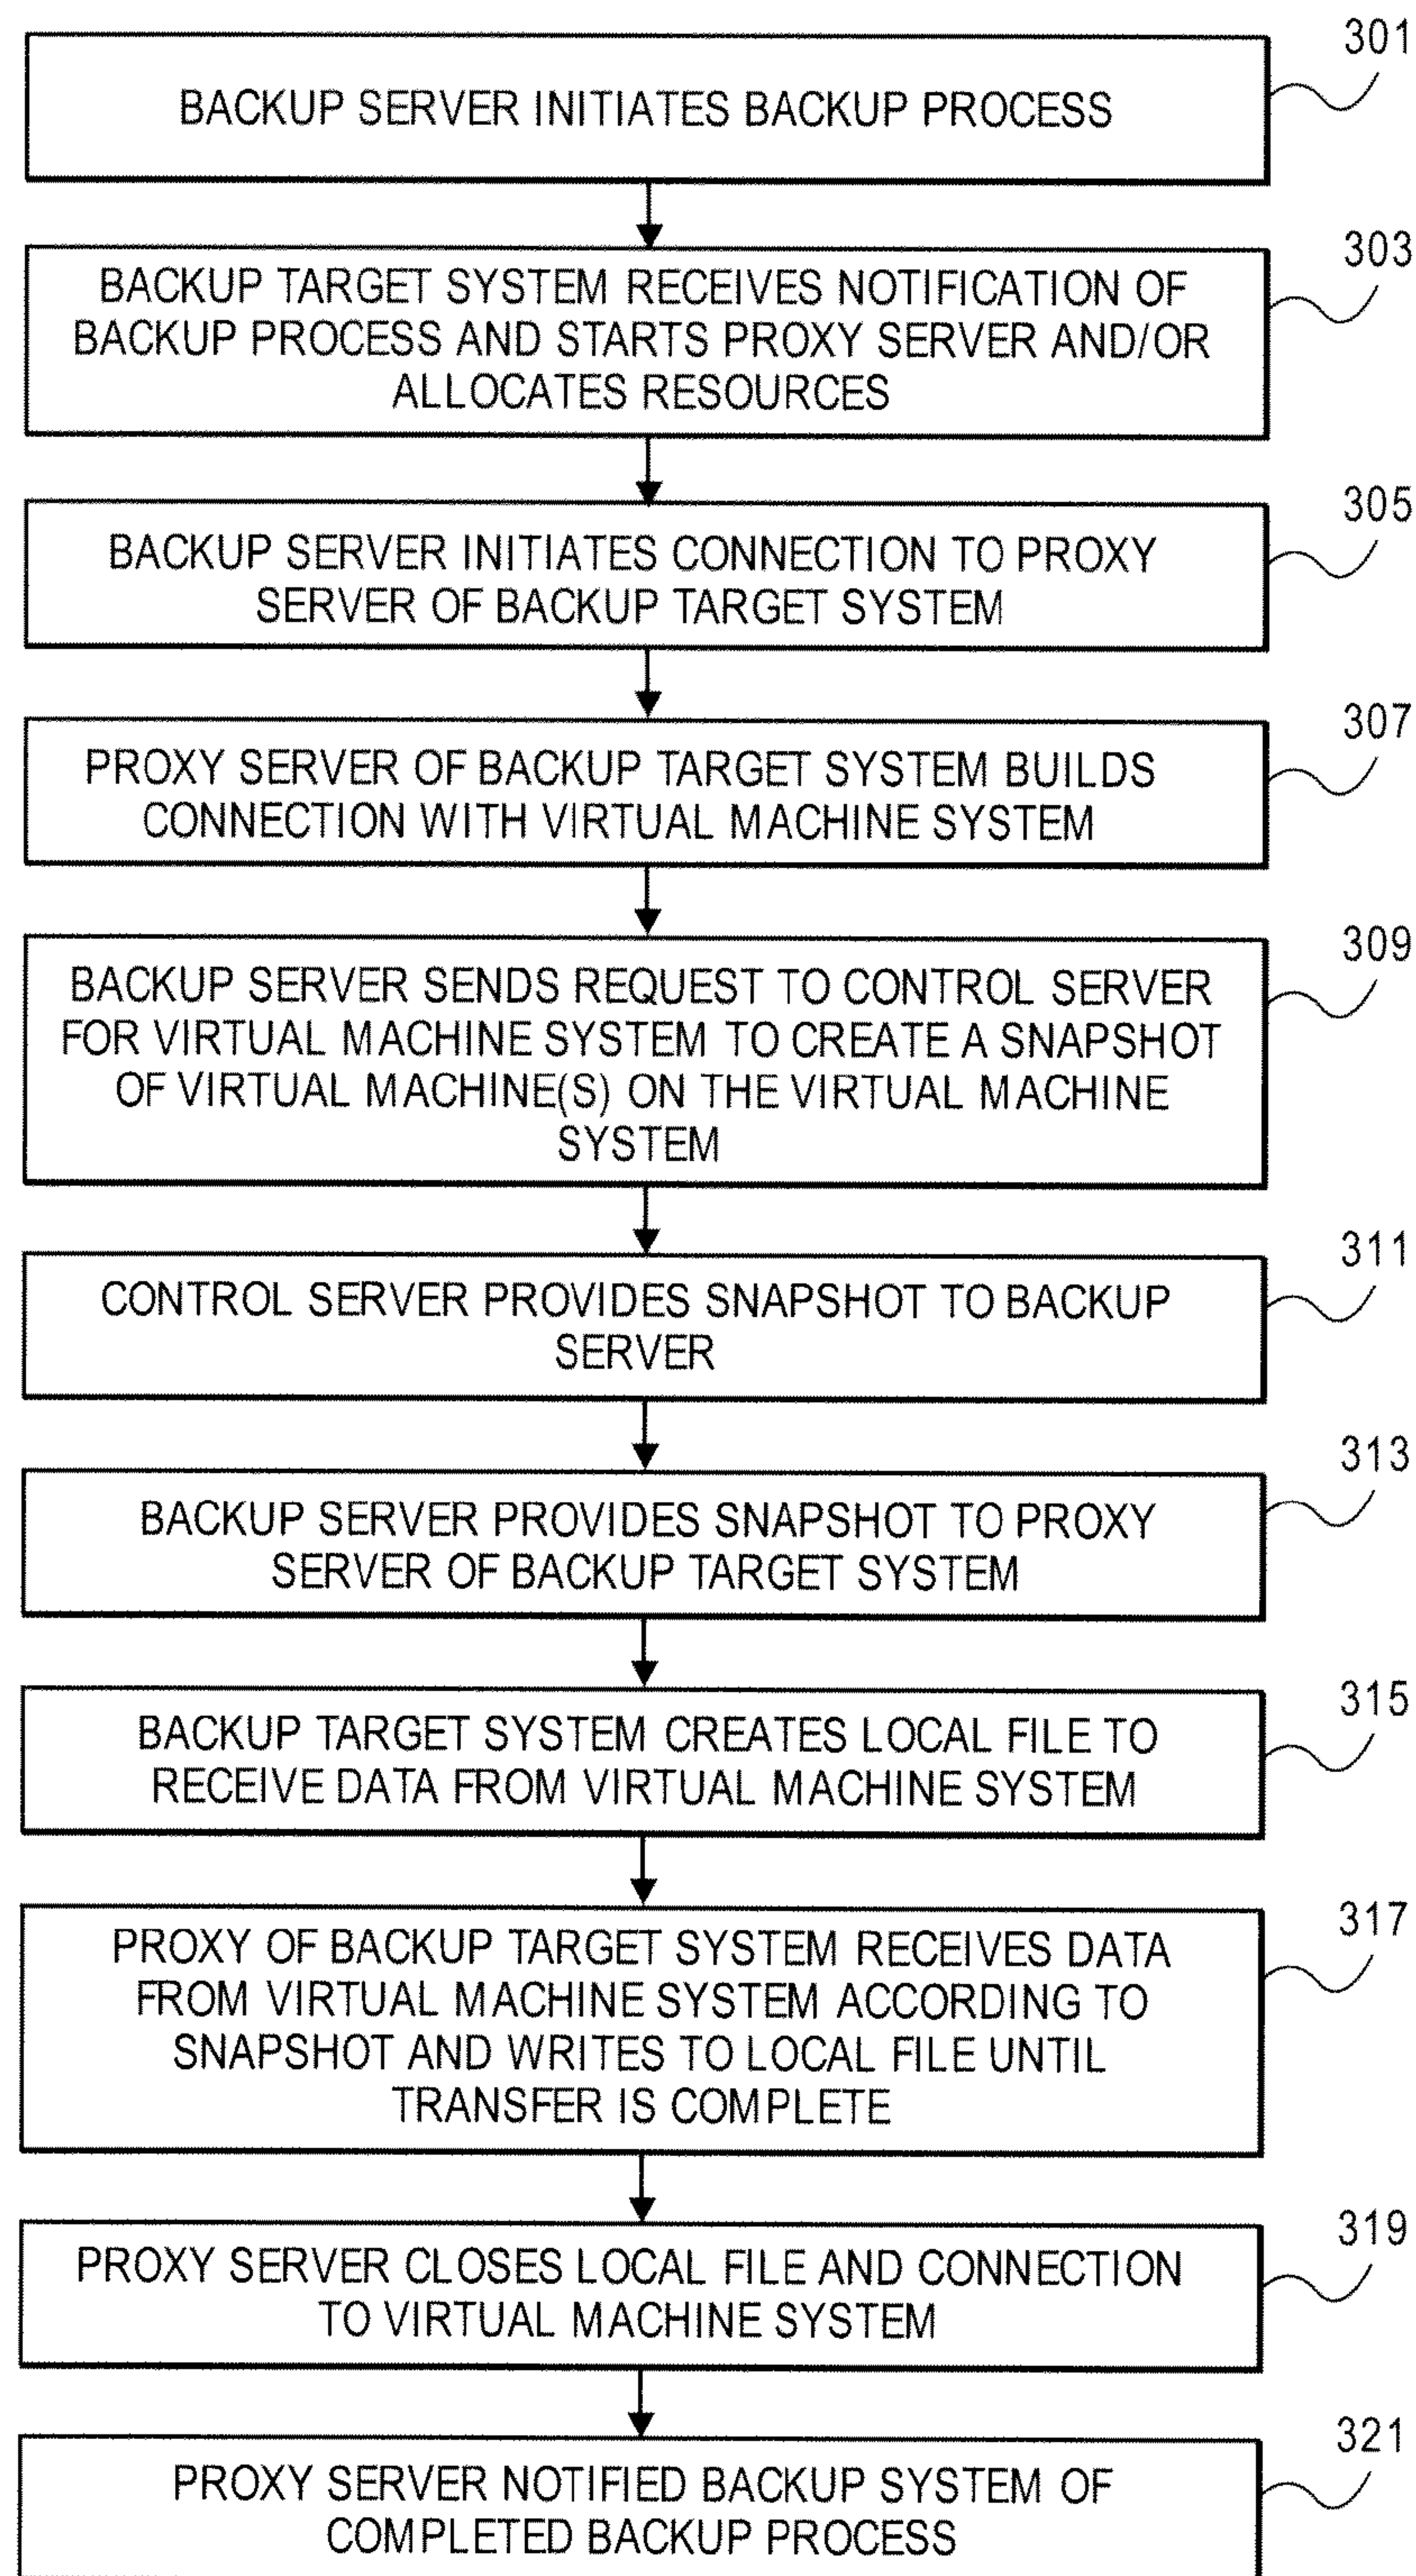 301
BACKUP SERVER INITIATES BACKUP PROCESS
303
BACKUP TARGET SYSTEM RECEIVES NOTIFICATION OF
BACKUP PROCESS AND STARTS PROXY SERVER AND/OR
ALLOCATES RESOURCES
305
BACKUP SERVER INITIATES CONNECTION TO PROXY
SERVER OF BACKUP TARGET SYSTEM
307
PROXY SERVER OF BACKUP TARGET SYSTEM BUILDS
CONNECTION WITH VIRTUAL MACHINE SYSTEM
309
BACKUP SERVER SENDS REQUEST TO CONTROL SERVER
FOR VIRTUAL MACHINE SYSTEM TO CREATE A SNAPSHOT
OF VIRTUAL MACHINE(S) ON THE VIRTUAL MACHINE
SYSTEM
311
CONTROL SERVER PROVIDES SNAPSHOT TO BACKUP
SERVER
313
BACKUP SERVER PROVIDES SNAPSHOT TO PROXY
SERVER OF BACKUP TARGET SYSTEM
315
BACKUP TARGET SYSTEM CREATES LOCAL FILE TO
RECEIVE DATA FROM VIRTUAL MACHINE SYSTEM
317
PROXY OF BACKUP TARGET SYSTEM RECEIVES DATA
FROM VIRTUAL MACHINE SYSTEM ACCORDING TO
SNAPSHOT AND WRITES TO LOCAL FILE UNTIL
TRANSFER IS COMPLETE
319
PROXY SERVER CLOSES LOCAL FILE AND CONNECTION
TO VIRTUAL MACHINE SYSTEM
321
PROXY SERVER NOTIFIED BACKUP SYSTEM OF
COMPLETED BACKUP PROCESS